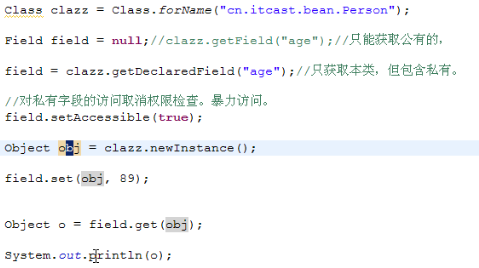 Class clazz = Class.forName("cn.itcast.bean.Person");
Field field = null;//clazz.getField("age");//只能获取公有的,
field = clazz.getDeclaredField("age");//只获取本类，但包含私有。
//对私有字段的访问取消权限检查。暴力访问。
field.setAccessible(true);
Object obj = clazz.newInstance();
field.set(obj, 89);
Object o = field.get(obj);
System.out.println(o);